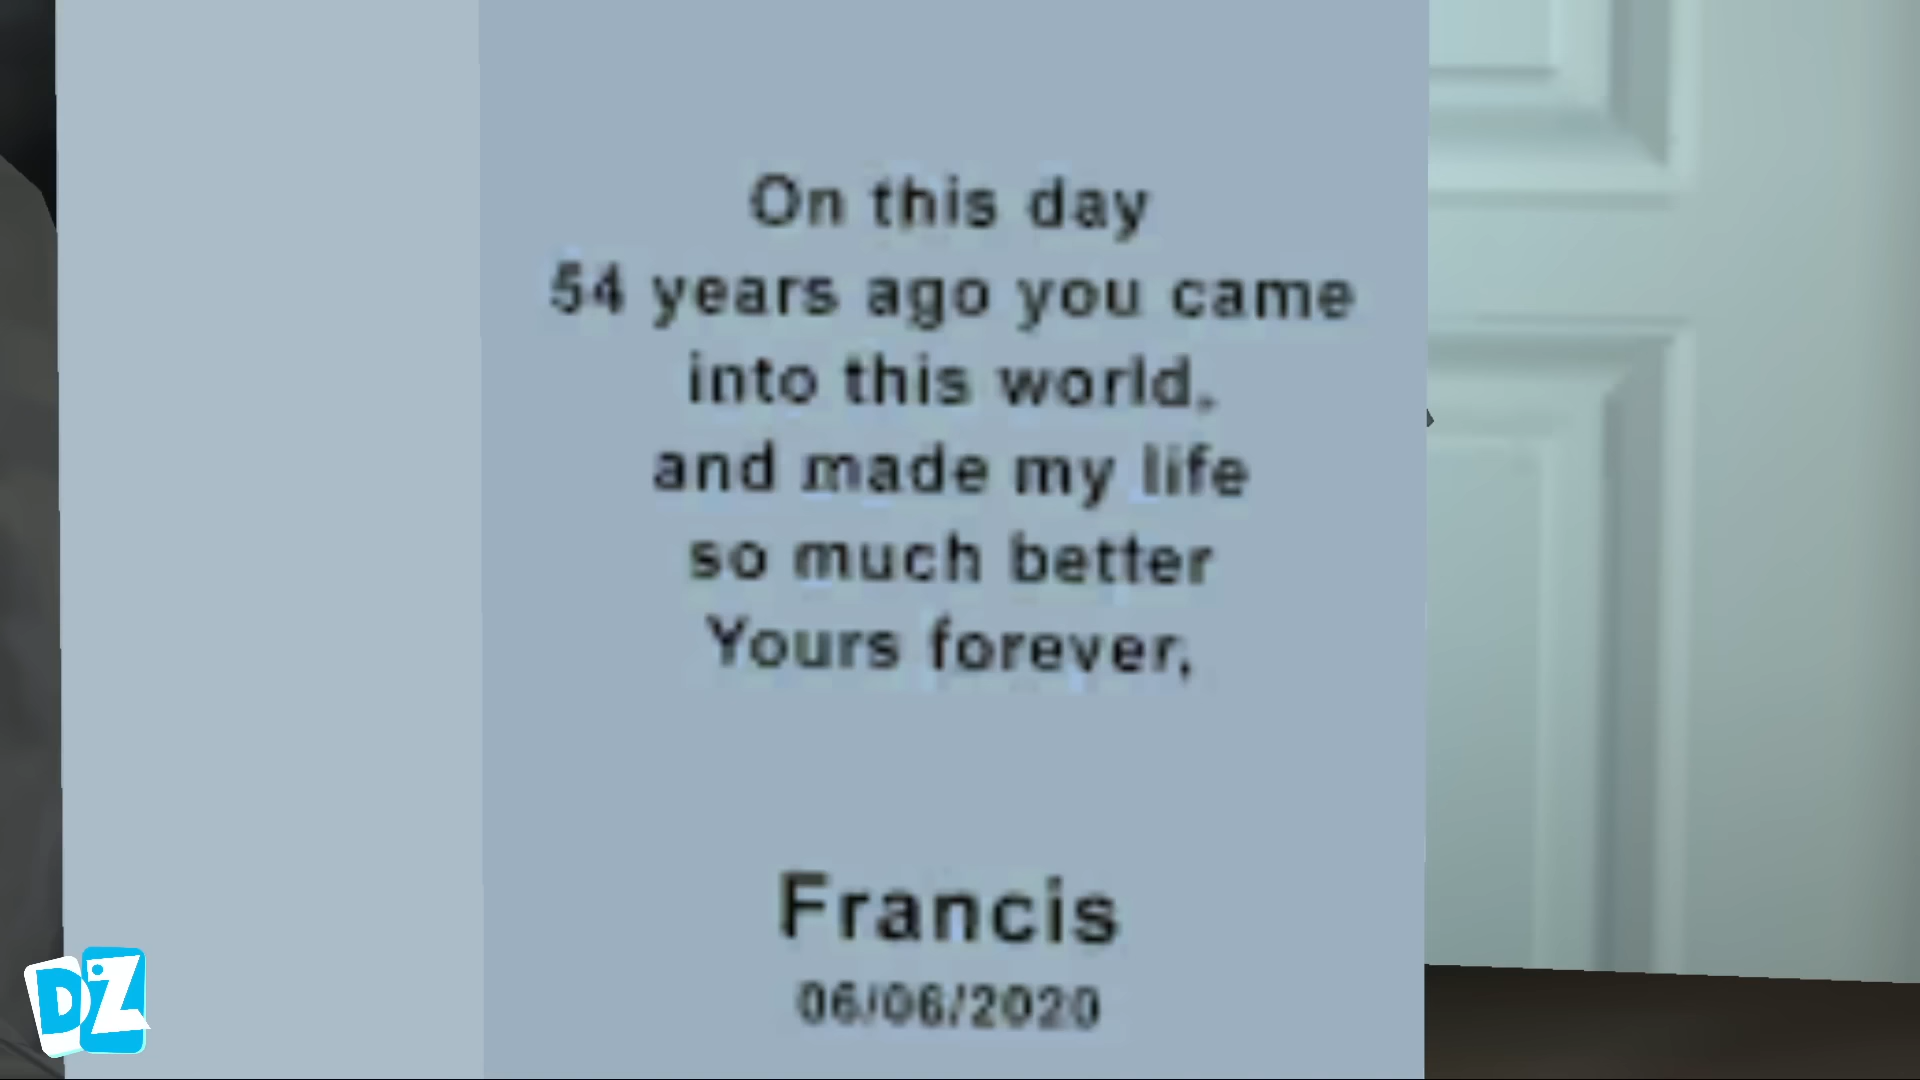 On this day
54 years ago you came
into this world,
and made my life
so much better
Yours forever,
Francis
06/06/2020
DZ